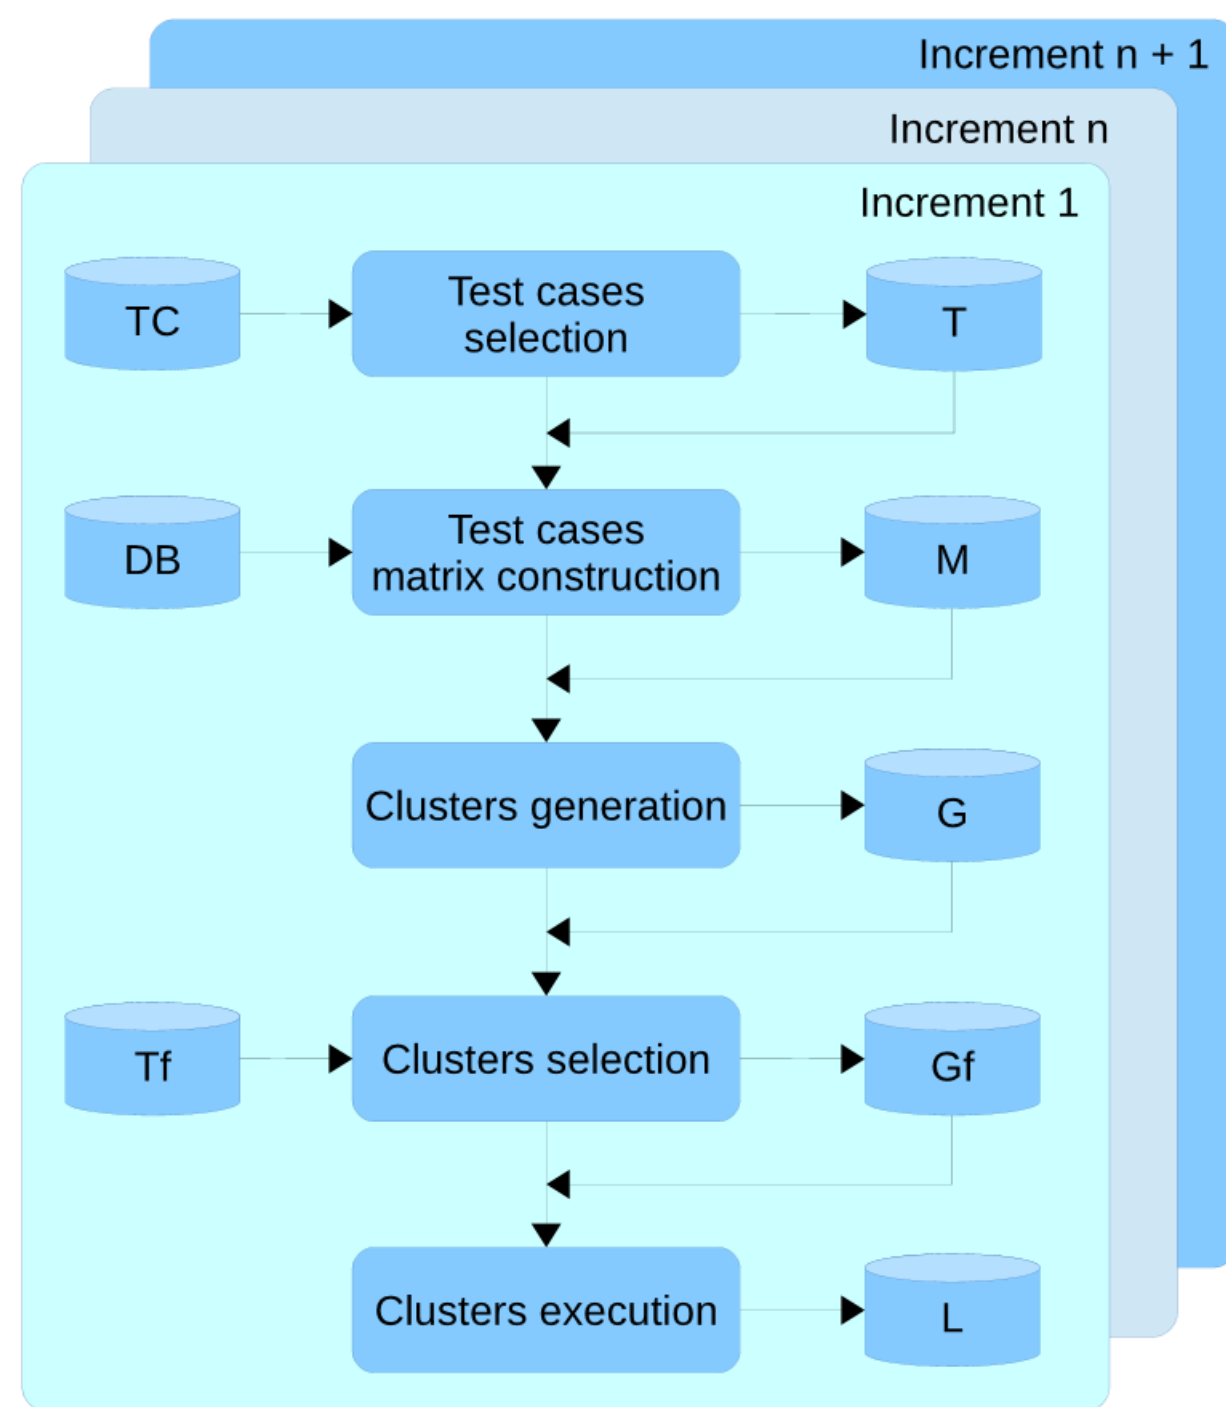 Increment n + 1
Increment n
Increment 1
TC
Test cases
selection
T
DB
Test cases
matrix construction
M
Clusters generation
G
Tf
Clusters selection
Gf
Clusters execution
L